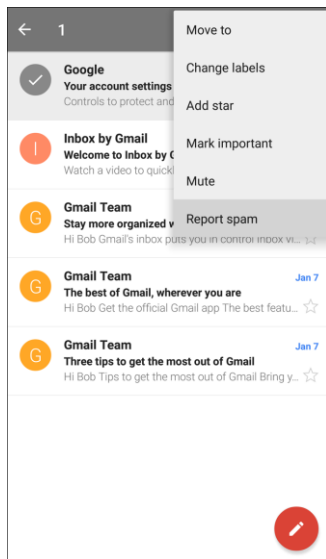 1
Move to
Change labels
Add star
Mark important
Mute
Report spam
Google
Your account settings
Controls to protect and
I
Inbox by Gmail
Welcome to Inbox by
Watch a video to quickl
G
Gmail Team
Stay more organized
Hi Bob Gmail's inbox puts you in control Inbox vi...
G
Gmail Team
Jan 7
The best of Gmail, wherever you are
Hi Bob Get the official Gmail app The best featu...
G
Gmail Team
Jan 7
Three tips to get the most out of Gmail
Hi Bob Tips to get the most out of Gmail Bring y...